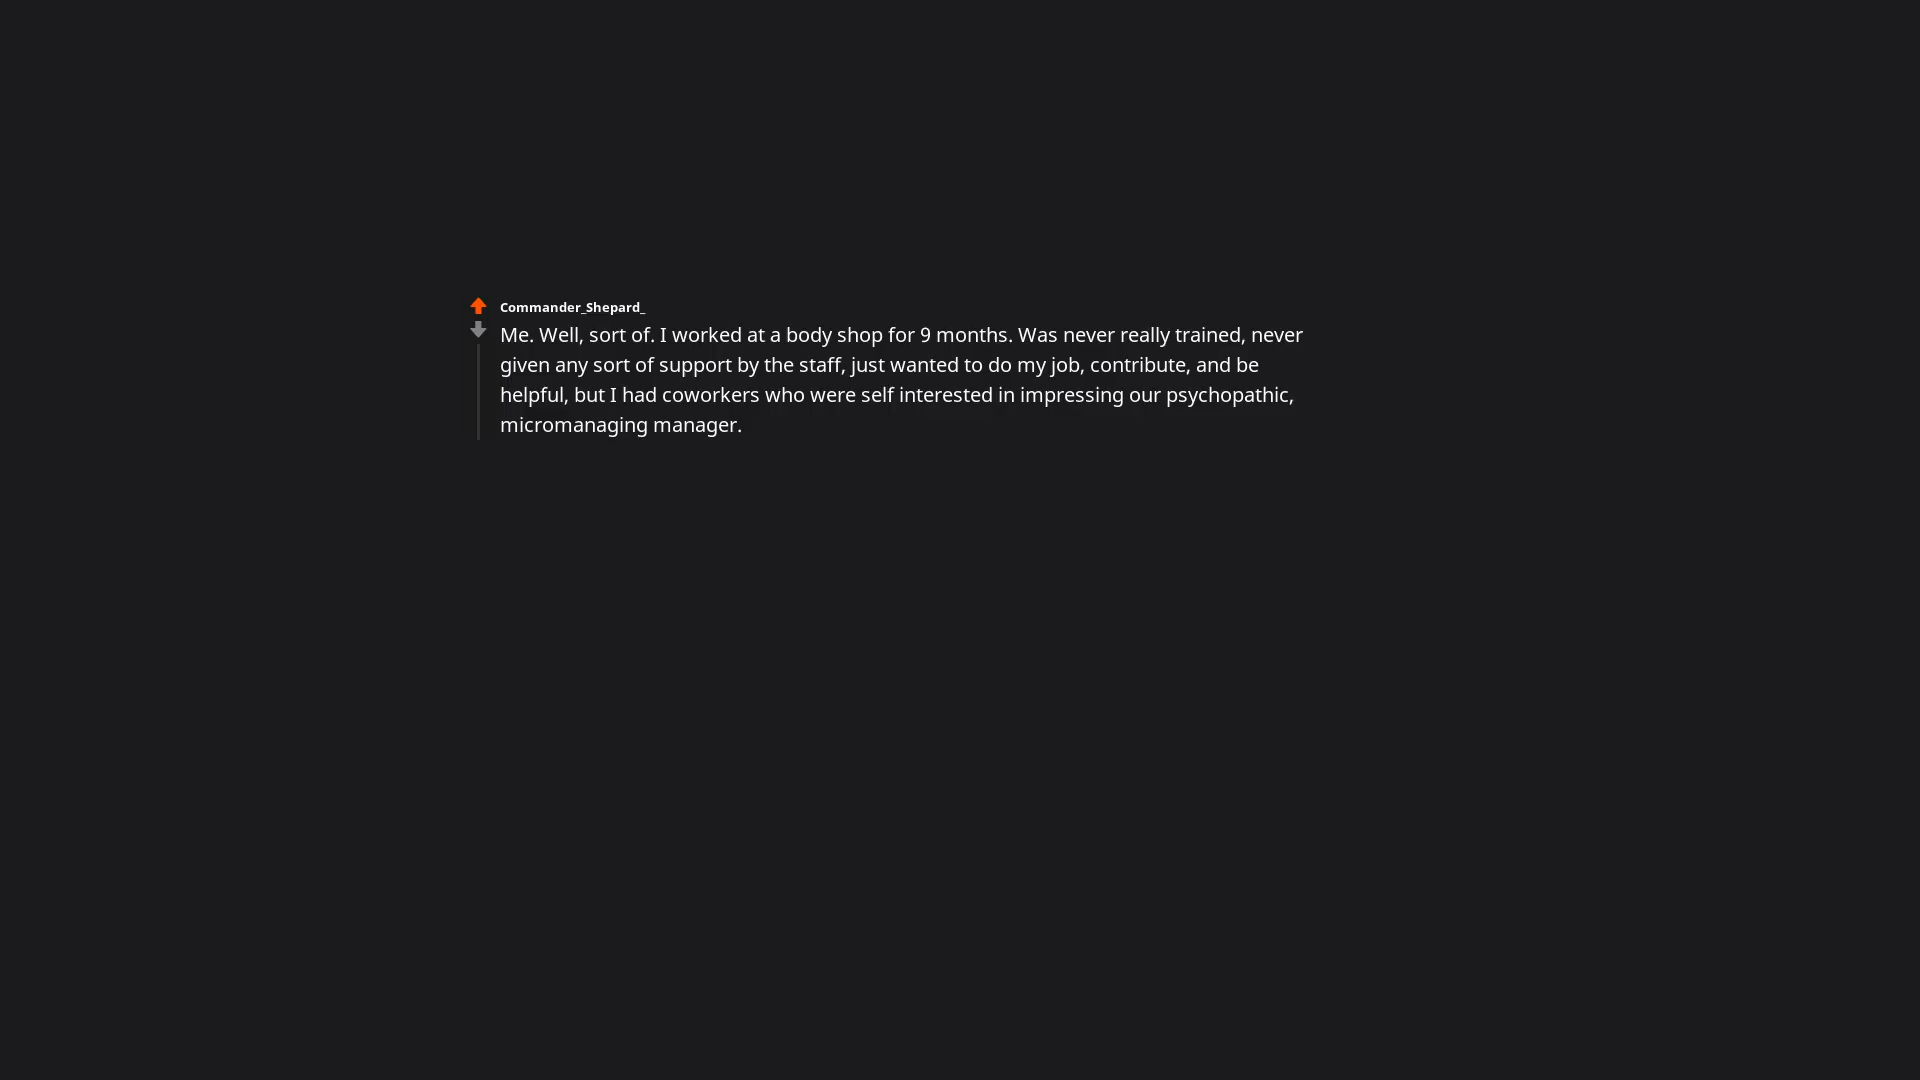 Commander_Shepard_
Me. Well, sort of. I worked at a body shop for 9 months. Was never really trained, never
given any sort of support by the staff, just wanted to do my job, contribute, and be
helpful, but I had coworkers who were self interested in impressing our psychopathic,
micromanaging manager.